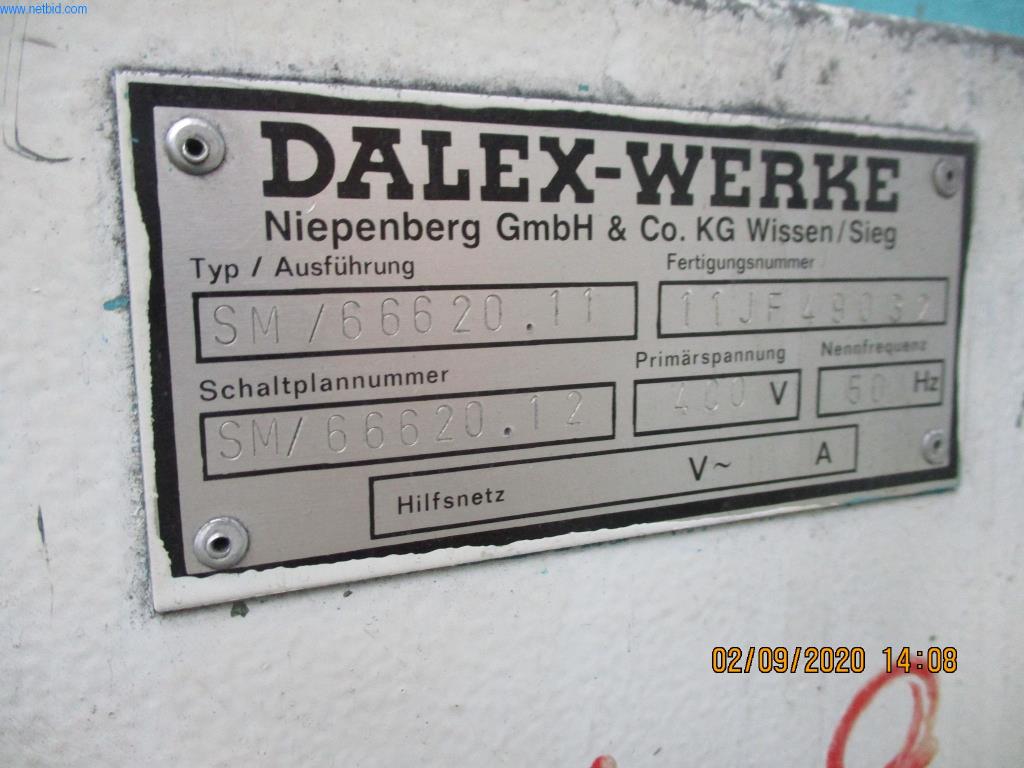 www.netbid.com
DALEX-WERKE
Niepenberg GmbH & Co. KG Wissen/Sieg
Typ / Ausführung Fertigungsnummer
SM/66620.11 11JF49032
Schaltplannummer Primärspannung Nennfrequenz
SM/66620.12 400 V 50 Hz
Hilfsnetz V~ A
02/09/2020 14:08